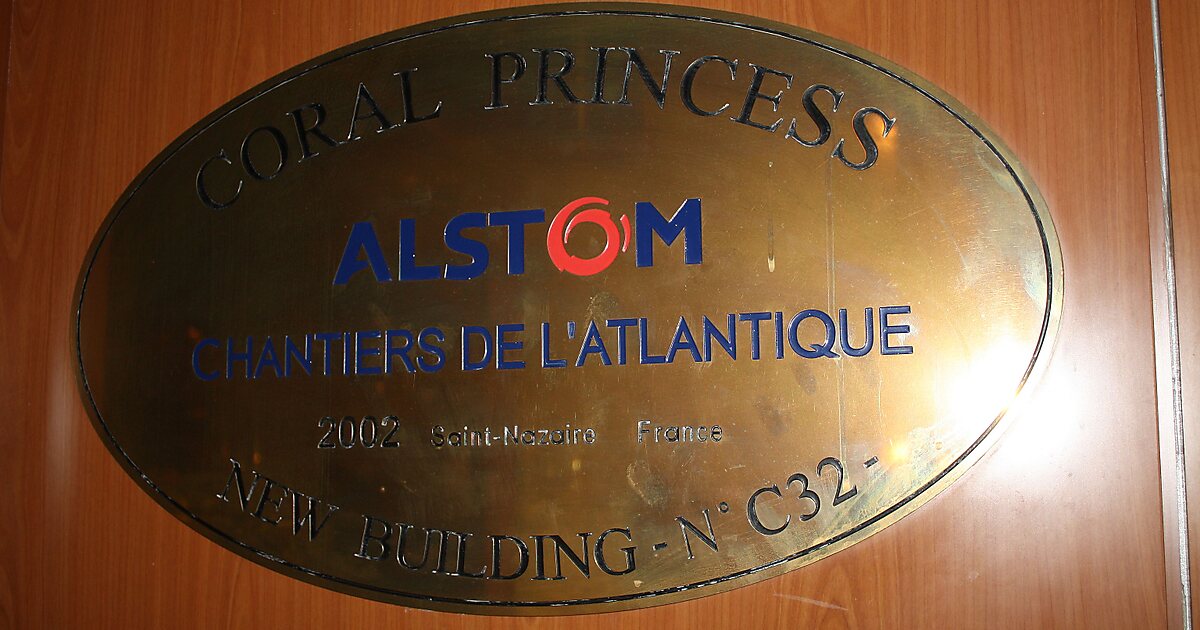 CORAL PRINCESS
ALSTOM
CHANTIERS DE L'ATLANTIQUE
2002 Saint-Nazaire France
NEW BUILDING - N° C32 -